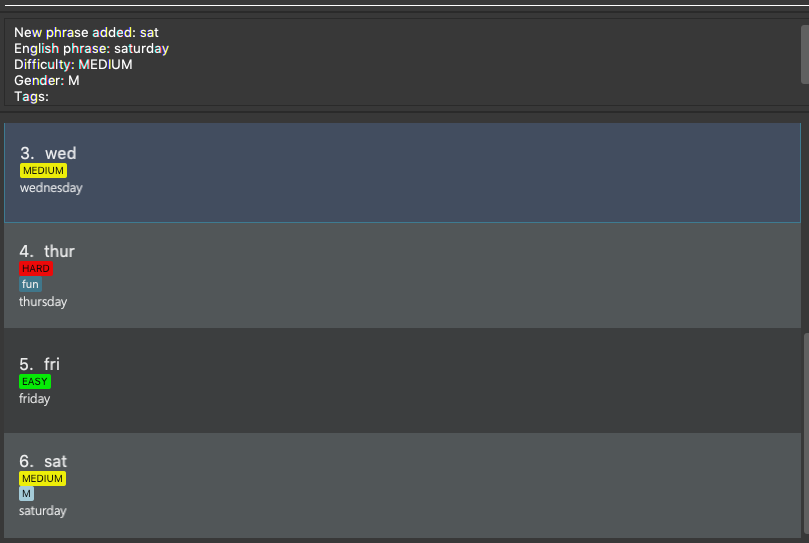 New phrase added: sat
English phrase: saturday
Difficulty: MEDIUM
Gender: M
Tags:
3. wed
MEDIUM
wednesday
4. thur
HARD
fun
thursday
5. fri
EASY
friday
6. sat
MEDIUM
M
saturday